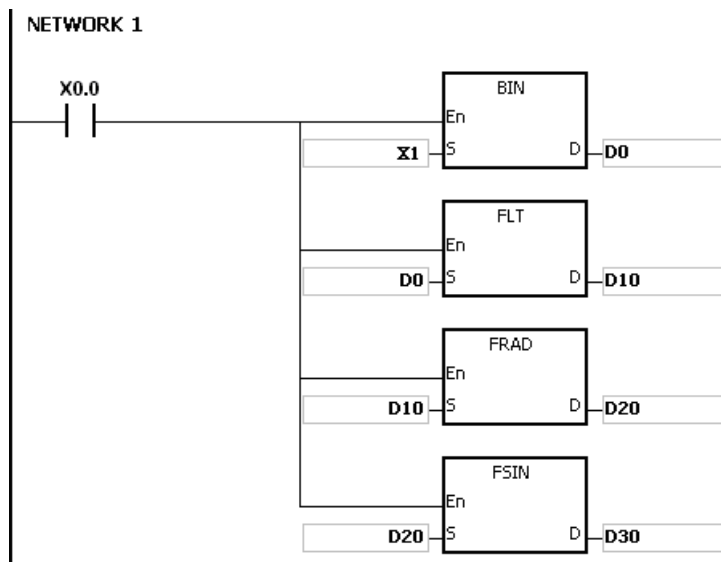 NETWORK 1
X0.0
BIN
En
X1 S D D0
FLT
En
D0 S D D10
FRAD
En
D10 S D D20
FSIN
En
D20 S D D30